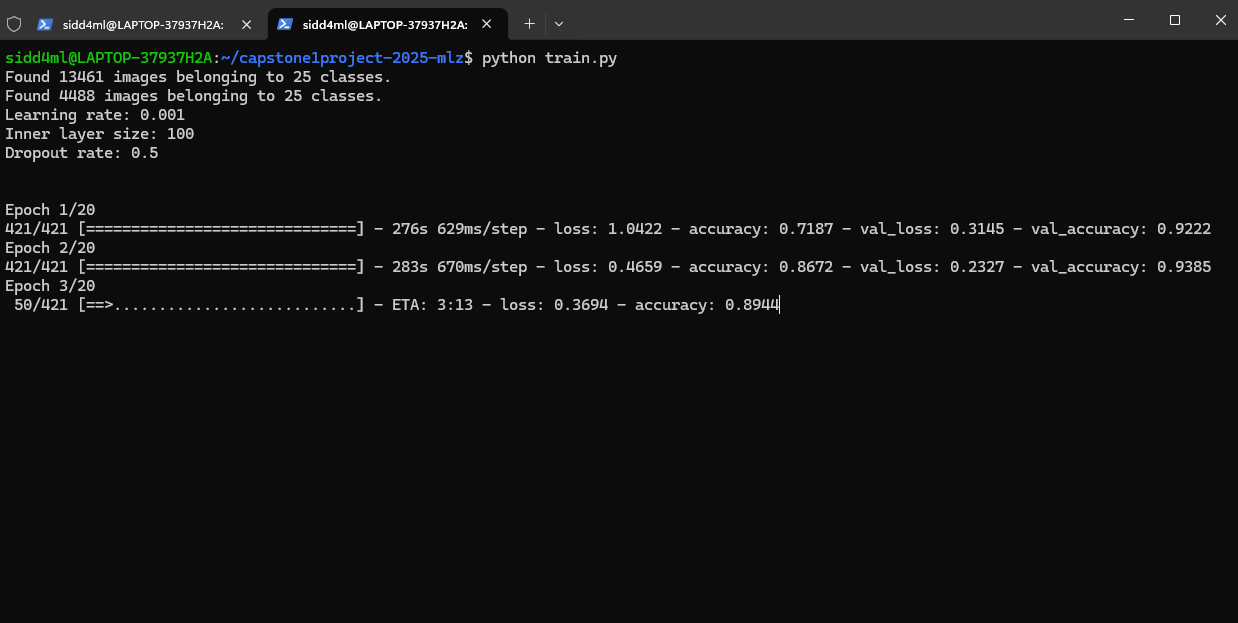 sidd4ml@LAPTOP-37937H2A: sidd4ml@LAPTOP-37937H2A:
sidd4ml@LAPTOP-37937H2A:~/capstone1project-2025-mlz$ python train.py
Found 13461 images belonging to 25 classes.
Found 4488 images belonging to 25 classes.
Learning rate: 0.001
Inner layer size: 100
Dropout rate: 0.5
Epoch 1/20
421/421 [==============================] - 276s 629ms/step - loss: 1.0422 - accuracy: 0.7187 - val_loss: 0.3145 - val_accuracy: 0.9222
Epoch 2/20
421/421 [==============================] - 283s 670ms/step - loss: 0.4659 - accuracy: 0.8672 - val_loss: 0.2327 - val_accuracy: 0.9385
Epoch 3/20
50/421 [==>...........................] - ETA: 3:13 - loss: 0.3694 - accuracy: 0.8944